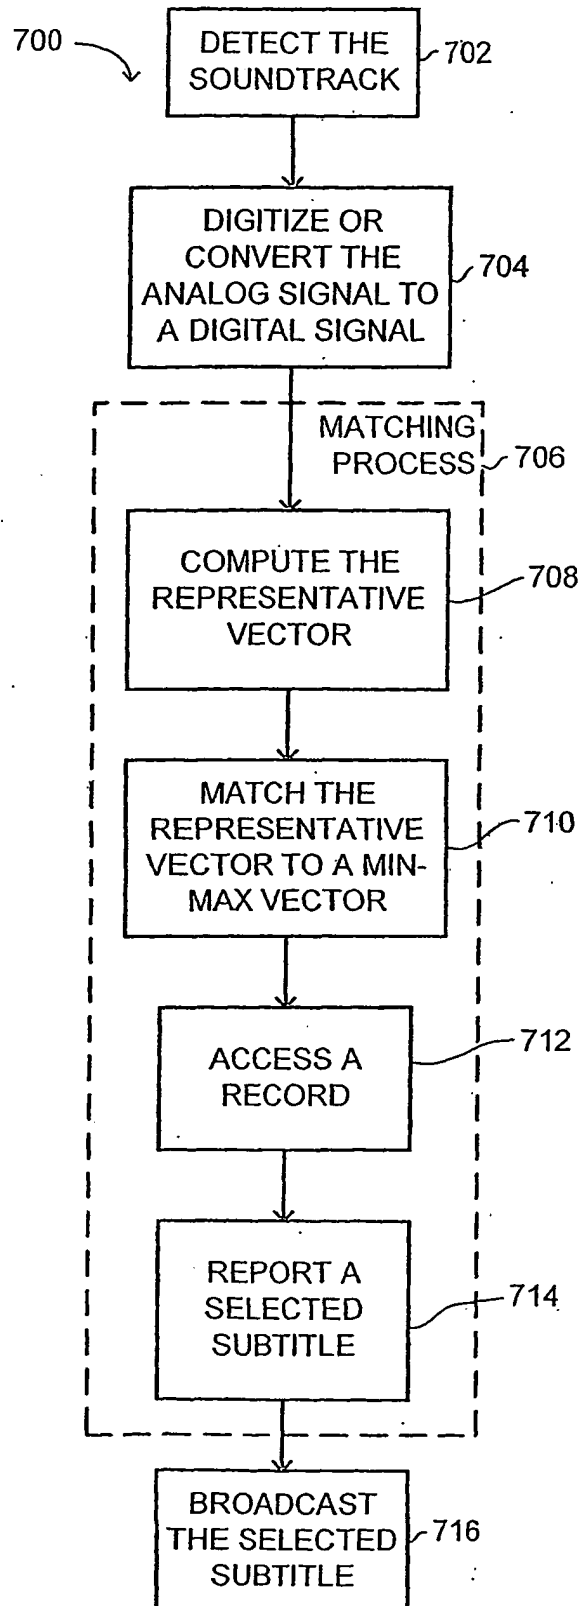 700
DETECT THE
SOUNDTRACK
702
DIGITIZE OR
CONVERT THE
ANALOG SIGNAL TO
A DIGITAL SIGNAL
704
MATCHING
PROCESS
706
COMPUTE THE
REPRESENTATIVE
VECTOR
708
MATCH THE
REPRESENTATIVE
VECTOR TO A MIN-
MAX VECTOR
710
ACCESS A
RECORD
712
REPORT A
SELECTED
SUBTITLE
714
BROADCAST
THE SELECTED
SUBTITLE
716